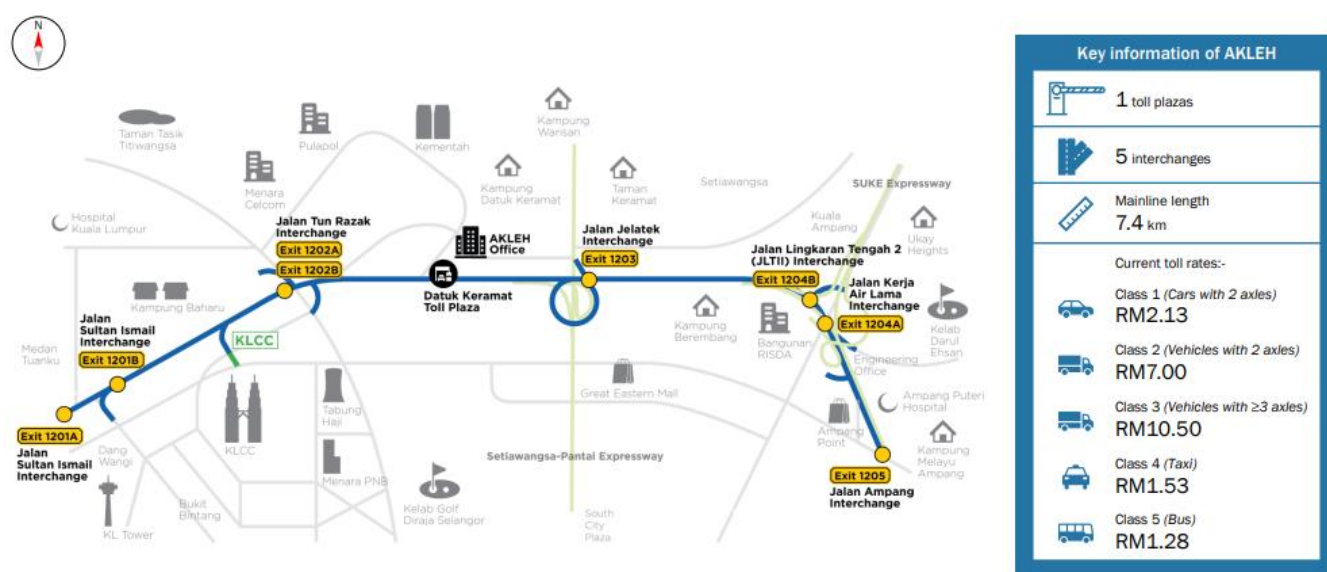 N
Taman Tasik
Titiwangsa
Pulapol
Kementah
Kampung
Warisan
Menara
Celcom
Kampung
Datuk Keramat
Taman
Keramat
Setiawangsa
SUKE Expressway
Hospital
Kuala Lumpur
Jalan Tun Razak
Interchange
Exit 1202A
Exit 1202B
AKLEH
Office
Jalan Jelatek
Interchange
Exit 1203
Kuala
Ampang
Ukay
Heights
Jalan Lingkaran Tengah 2
(JLTII) Interchange
Exit 1204B
Jalan Kerja
Air Lama
Interchange
Exit 1204A
Datuk Keramat
Toll Plaza
Kampung Baharu
Jalan
Sultan Ismail
Interchange
Exit 1201B
Medan
Tuanku
KLCC
Kampung
Berembang
Bangunan
RISDA
Kelab
Darul
Ehsan
Engineering
Office
Great Eastern Mall
Tabung
Haji
Ampang Puteri
Hospital
Exit 1201A
Jalan
Sultan Ismail
Interchange
Dang
Wangi
KLCC
Ampang
Point
Kampung
Melayu
Ampang
Setiawangsa-Pantai Expressway
Menara PNB
Exit 1205
Jalan Ampang
Interchange
Bukit
Bintang
Kelab Golf
Diraja Selangor
KL Tower
South
City
Plaza
Key information of AKLEH
1 toll plazas
5 interchanges
Mainline length
7.4 km
Current toll rates:-
Class 1 (Cars with 2 axles)
RM2.13
Class 2 (Vehicles with 2 axles)
RM7.00
Class 3 (Vehicles with ≥3 axles)
RM10.50
Class 4 (Taxi)
RM1.53
Class 5 (Bus)
RM1.28